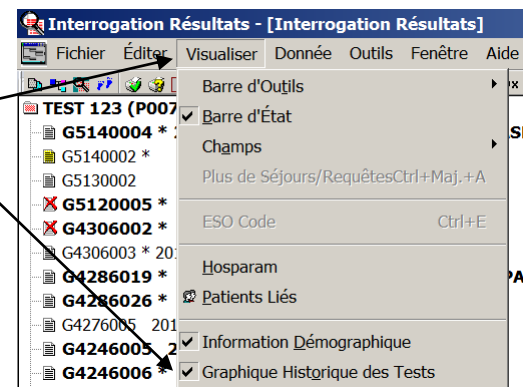 Interrogation Résultats - [Interrogation Résultats]
Fichier Éditer Visualiser Donnée Outils Fenêtre Aide
TEST 123 (P007
G5140004 *
G5140002 *
G5130002
G5120005 *
G4306002 *
G4306003 * 20
G4286019 *
G4286026 *
G4276005 201
G4246005 2
G4246006 *
Barre d'Outils
Barre d'État
Champs
Plus de Séjours/Requêtes Ctrl+Maj.+A
ESO Code Ctrl+E
Hosparam
Patients Liés
Information Démographique
Graphique Historique des Tests